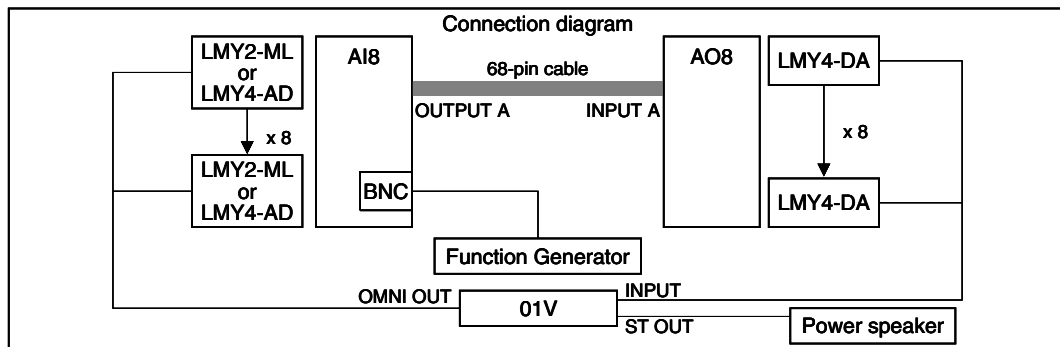 Connection diagram
LMY2-ML
or
LMY4-AD
x 8
LMY2-ML
or
LMY4-AD
AI8
BNC
68-pin cable
OUTPUT A
INPUT A
AO8
LMY4-DA
x 8
LMY4-DA
Function Generator
OMNI OUT
01V
INPUT
ST OUT
Power speaker